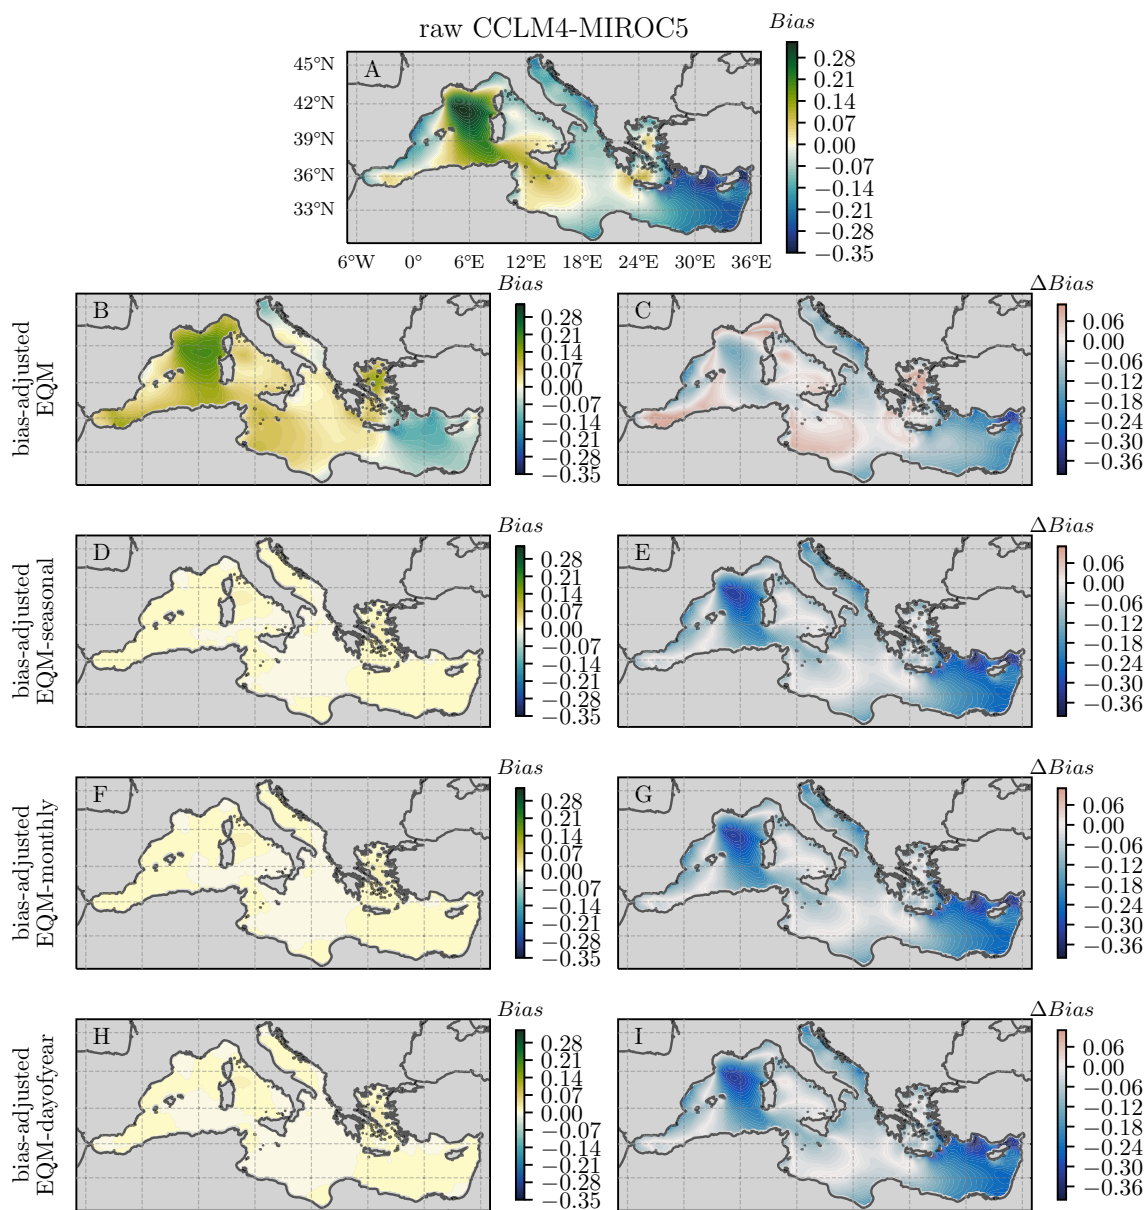 raw CCLM4-MIROC5
Bias
A
45°N
42°N
39°N
36°N
33°N
6°W 0° 6°E 12°E 18°E 24°E 30°E 36°E
0.28
0.21
0.14
0.07
0.00
−0.07
−0.14
−0.21
−0.28
−0.35
bias-adjusted
EQM
B
Bias
0.28
0.21
0.14
0.07
0.00
−0.07
−0.14
−0.21
−0.28
−0.35
C
ΔBias
0.06
0.00
−0.06
−0.12
−0.18
−0.24
−0.30
−0.36
bias-adjusted
EQM-seasonal
D
Bias
0.28
0.21
0.14
0.07
0.00
−0.07
−0.14
−0.21
−0.28
−0.35
E
ΔBias
0.06
0.00
−0.06
−0.12
−0.18
−0.24
−0.30
−0.36
bias-adjusted
EQM-monthly
F
Bias
0.28
0.21
0.14
0.07
0.00
−0.07
−0.14
−0.21
−0.28
−0.35
G
ΔBias
0.06
0.00
−0.06
−0.12
−0.18
−0.24
−0.30
−0.36
bias-adjusted
EQM-dayofyear
H
Bias
0.28
0.21
0.14
0.07
0.00
−0.07
−0.14
−0.21
−0.28
−0.35
I
ΔBias
0.06
0.00
−0.06
−0.12
−0.18
−0.24
−0.30
−0.36